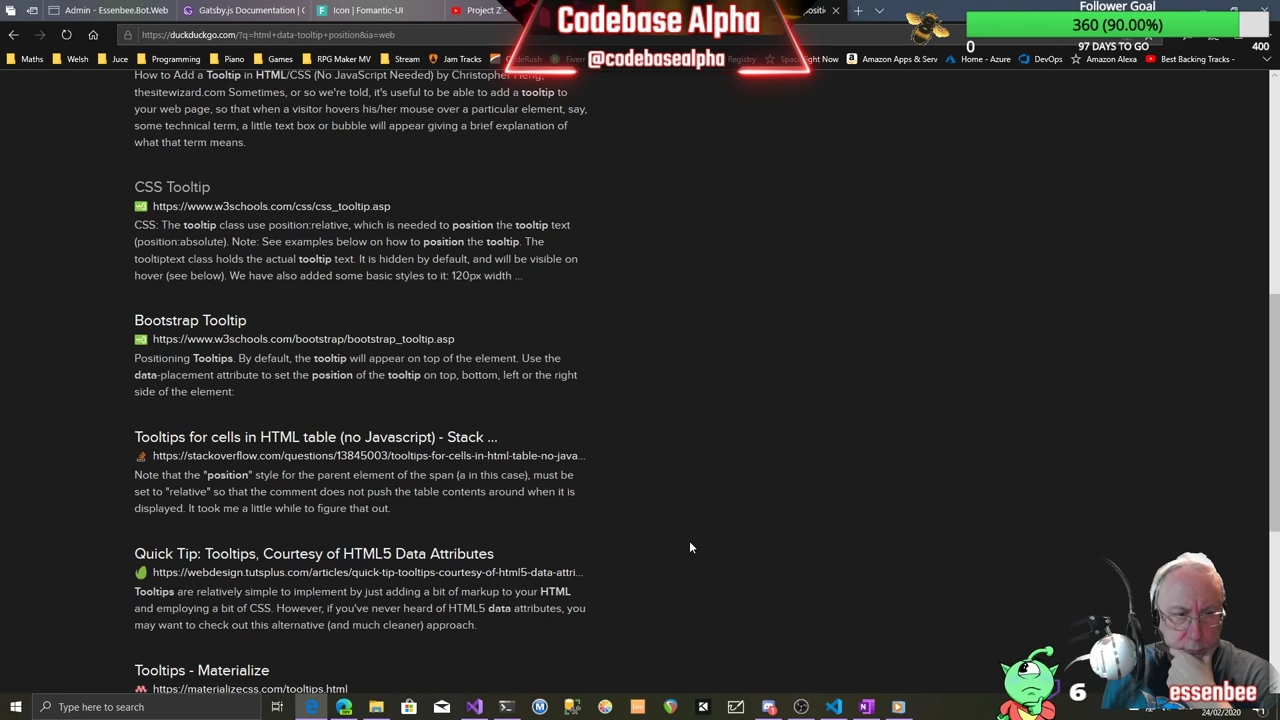 Admin - Essenbee.Bot.Web
Gatsby.js Codebase
Icon | Fomantic-U
Project Z
Codebase Alpha
@codebasealpha
Follower Goal
360 (90.00%)
0
97 DAYS TO GO
400
https://duckduckgo.com/?q=html+data-tooltip+position&ia=web
Maths
Welsh
Juce
Programming
Piano
Games
RPG Maker MV
Stream
Jam Tracks
Amazon Apps & Serv
Home - Azure
DevOps
Amazon Alexa
Best Backing Tracks -
How to Add a Tooltip in HTML/CSS (No JavaScript Needed) by Christopher Heng,
thesitewizard.com Sometimes, or so we're told, it's useful to be able to add a tooltip to
your web page, so that when a visitor hovers his/her mouse over a particular element, say,
some technical term, a little text box or bubble will appear giving a brief explanation of
what that term means.
CSS Tooltip
https://www.w3schools.com/css/css_tooltip.asp
CSS: The tooltip class use position:relative, which is needed to position the tooltip text
(position:absolute). Note: See examples below on how to position the tooltip. The
tooltiptext class holds the actual tooltip text. It is hidden by default, and will be visible on
hover (see below). We have also added some basic styles to it: 120px width ...
Bootstrap Tooltip
https://www.w3schools.com/bootstrap/bootstrap_tooltip.asp
Positioning Tooltips. By default, the tooltip will appear on top of the element. Use the
data-placement attribute to set the position of the tooltip on top, bottom, left or the right
side of the element:
Tooltips for cells in HTML table (no Javascript) - Stack ...
https://stackoverflow.com/questions/13845003/tooltips-for-cells-in-html-table-no-java...
Note that the "position" style for the parent element of the span (a in this case), must be
set to "relative" so that the comment does not push the table contents around when it is
displayed. It took me a little while to figure that out.
Quick Tip: Tooltips, Courtesy of HTML5 Data Attributes
https://webdesign.tutsplus.com/articles/quick-tip-tooltips-courtesy-of-html5-data-attri...
Tooltips are relatively simple to implement by just adding a bit of markup to your HTML
and employing a bit of CSS. However, if you've never heard of HTML5 data attributes, you
may want to check out this alternative (and much cleaner) approach.
Tooltips - Materialize
https://materializecss.com/tooltips.html
6
essenbee
Type here to search
24/02/2020